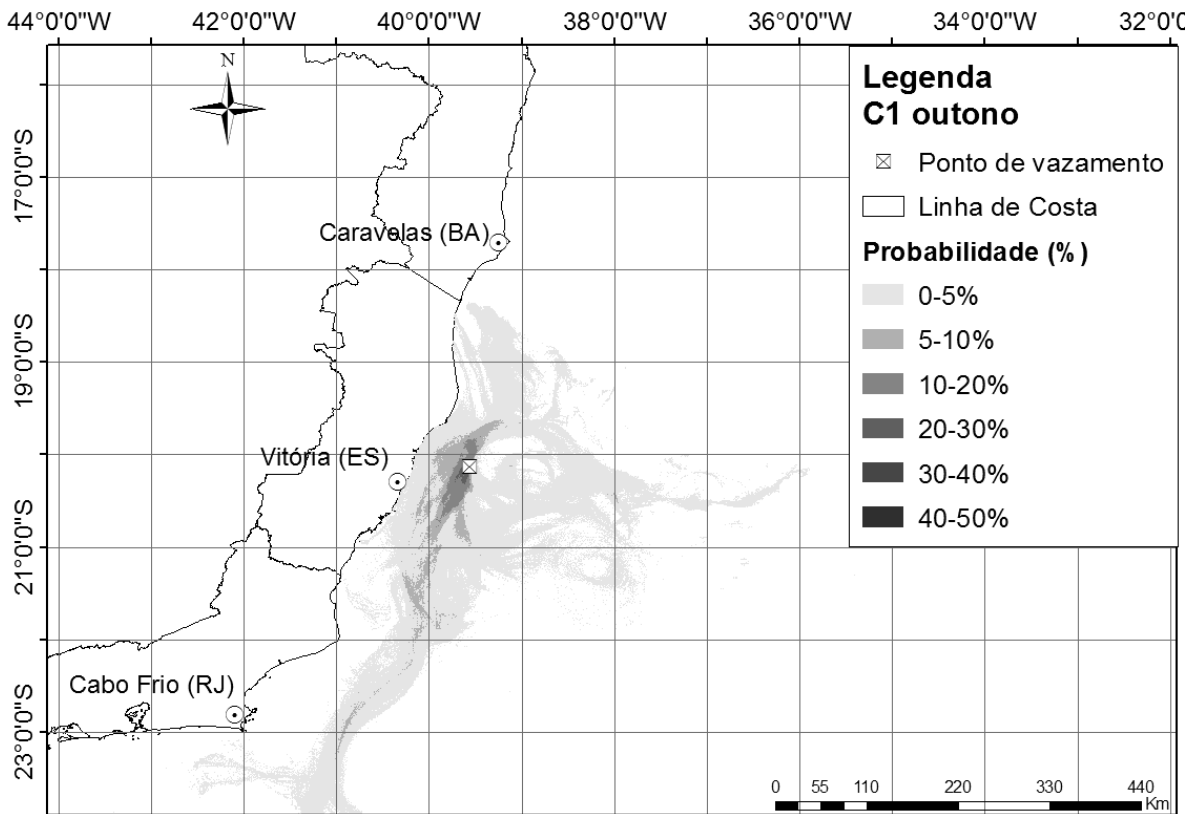 44°0'0"W 42°0'0"W 40°0'0"W 38°0'0"W 36°0'0"W 34°0'0"W 32°0'0
N
17°0'0"S
19°0'0"S
21°0'0"S
23°0'0"S
Caravelas (BA)
Vitória (ES)
Cabo Frio (RJ)
Legenda
C1 outono
Ponto de vazamento
Linha de Costa
Probabilidade (%)
0-5%
5-10%
10-20%
20-30%
30-40%
40-50%
0 55 110 220 330 440
Km